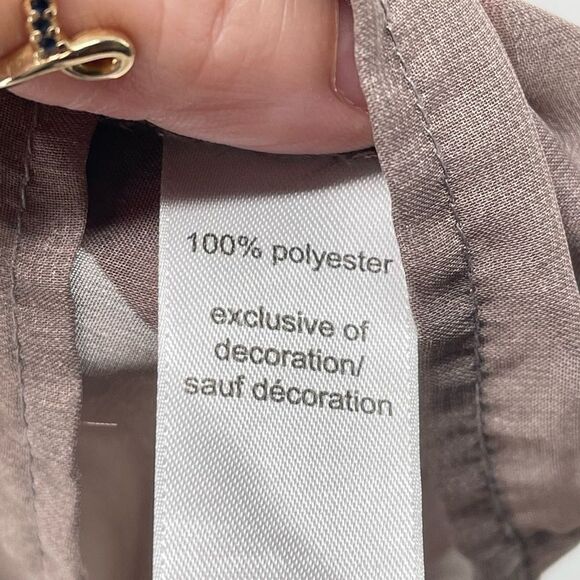 100% polyester
exclusive of
decoration/
sauf décoration